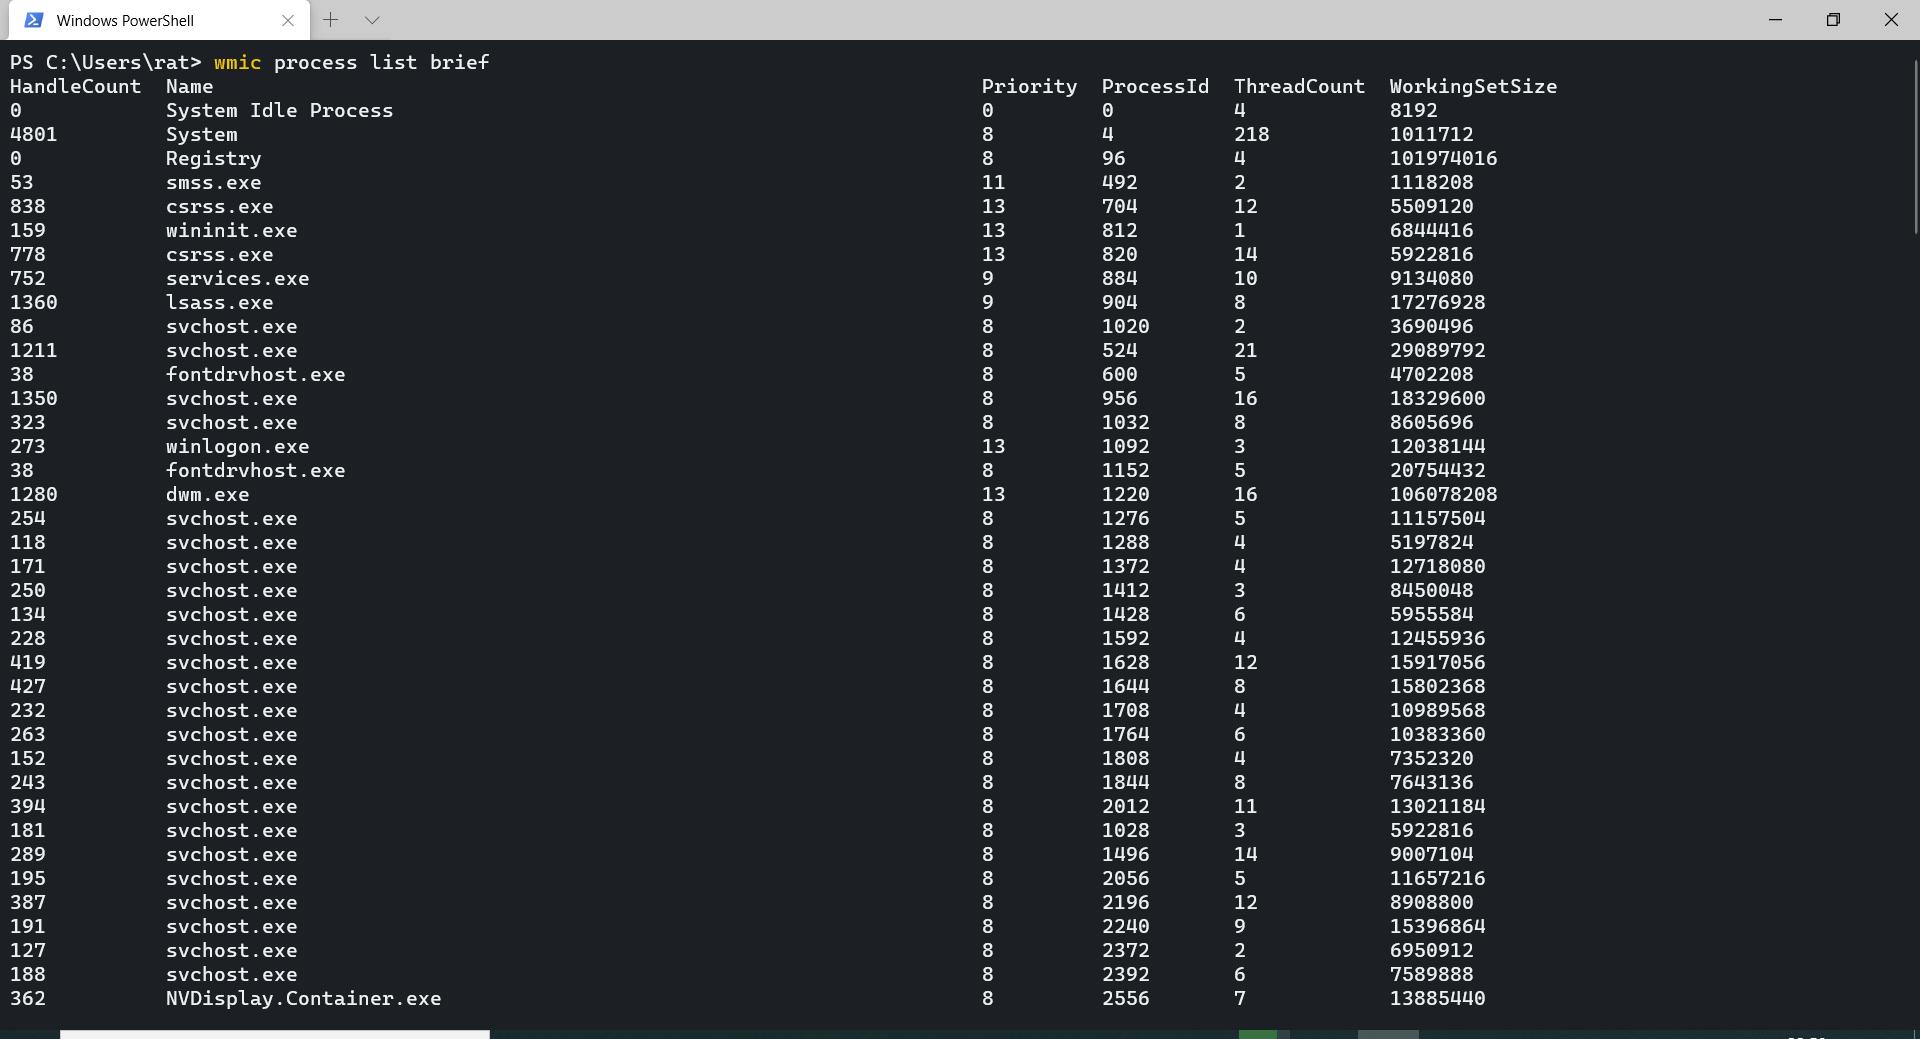 Windows PowerShell
PS C:\Users\rat> wmic process list brief
HandleCount  Name  Priority  ProcessId  ThreadCount  WorkingSetSize
0  System Idle Process  0  0  4  8192
4801  System  8  4  218  1011712
0  Registry  8  96  4  101974016
53  smss.exe  11  492  2  1118208
838  csrss.exe  13  704  12  5509120
159  wininit.exe  13  812  1  6844416
778  csrss.exe  13  820  14  5922816
752  services.exe  9  884  10  9134080
1360  lsass.exe  9  904  8  17276928
86  svchost.exe  8  1020  2  3690496
1211  svchost.exe  8  524  21  29089792
38  fontdrvhost.exe  8  600  5  4702208
1350  svchost.exe  8  956  16  18329600
323  svchost.exe  8  1032  8  8605696
273  winlogon.exe  13  1092  3  12038144
38  fontdrvhost.exe  8  1152  5  20754432
1280  dwm.exe  13  1220  16  106078208
254  svchost.exe  8  1276  5  11157504
118  svchost.exe  8  1288  4  5197824
171  svchost.exe  8  1372  4  12718080
250  svchost.exe  8  1412  3  8450048
134  svchost.exe  8  1428  6  5955584
228  svchost.exe  8  1592  4  12455936
419  svchost.exe  8  1628  12  15917056
427  svchost.exe  8  1644  8  15802368
232  svchost.exe  8  1708  4  10989568
263  svchost.exe  8  1764  6  10383360
152  svchost.exe  8  1808  4  7352320
243  svchost.exe  8  1844  8  7643136
394  svchost.exe  8  2012  11  13021184
181  svchost.exe  8  1028  3  5922816
289  svchost.exe  8  1496  14  9007104
195  svchost.exe  8  2056  5  11657216
387  svchost.exe  8  2196  12  8908800
191  svchost.exe  8  2240  9  15396864
127  svchost.exe  8  2372  2  6950912
188  svchost.exe  8  2392  6  7589888
362  NVDisplay.Container.exe  8  2556  7  13885440